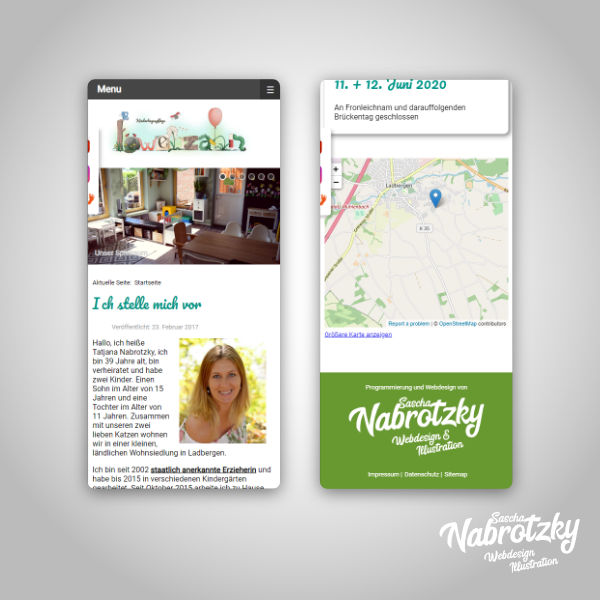 Menu
☰
Kindertagespflege
löwenzahn
Unser Spielraum
Aktuelle Seite: Startseite
Ich stelle mich vor
Veröffentlicht: 23. Februar 2017
Hallo, ich heiße
Tatjana Nabrotzky, ich
bin 39 Jahre alt, bin
verheiratet und habe
zwei Kinder. Einen
Sohn im Alter von 15
Jahren und eine
Tochter im Alter von
11 Jahren. Zusammen
mit unseren zwei
lieben Katzen wohnen
wir in einer kleinen,
ländlichen Wohnsiedlung in Ladbergen.
Ich bin seit 2002 staatlich anerkannte Erzieherin und
habe bis 2015 in verschiedenen Kindergärten
gearbeitet. Seit Oktober 2015 arbeite ich zu Hause
11. + 12. Juni 2020
An Fronleichnam und darauffolgenden
Brückentag geschlossen
+
−
Ladbergen
K 35
Report a problem | © OpenStreetMap contributors
Größere Karte anzeigen
Programmierung und Webdesign von
Sascha
Nabrotzky
Webdesign &
Illustration
Impressum | Datenschutz | Sitemap
Sascha
Nabrotzky
Webdesign
Illustration